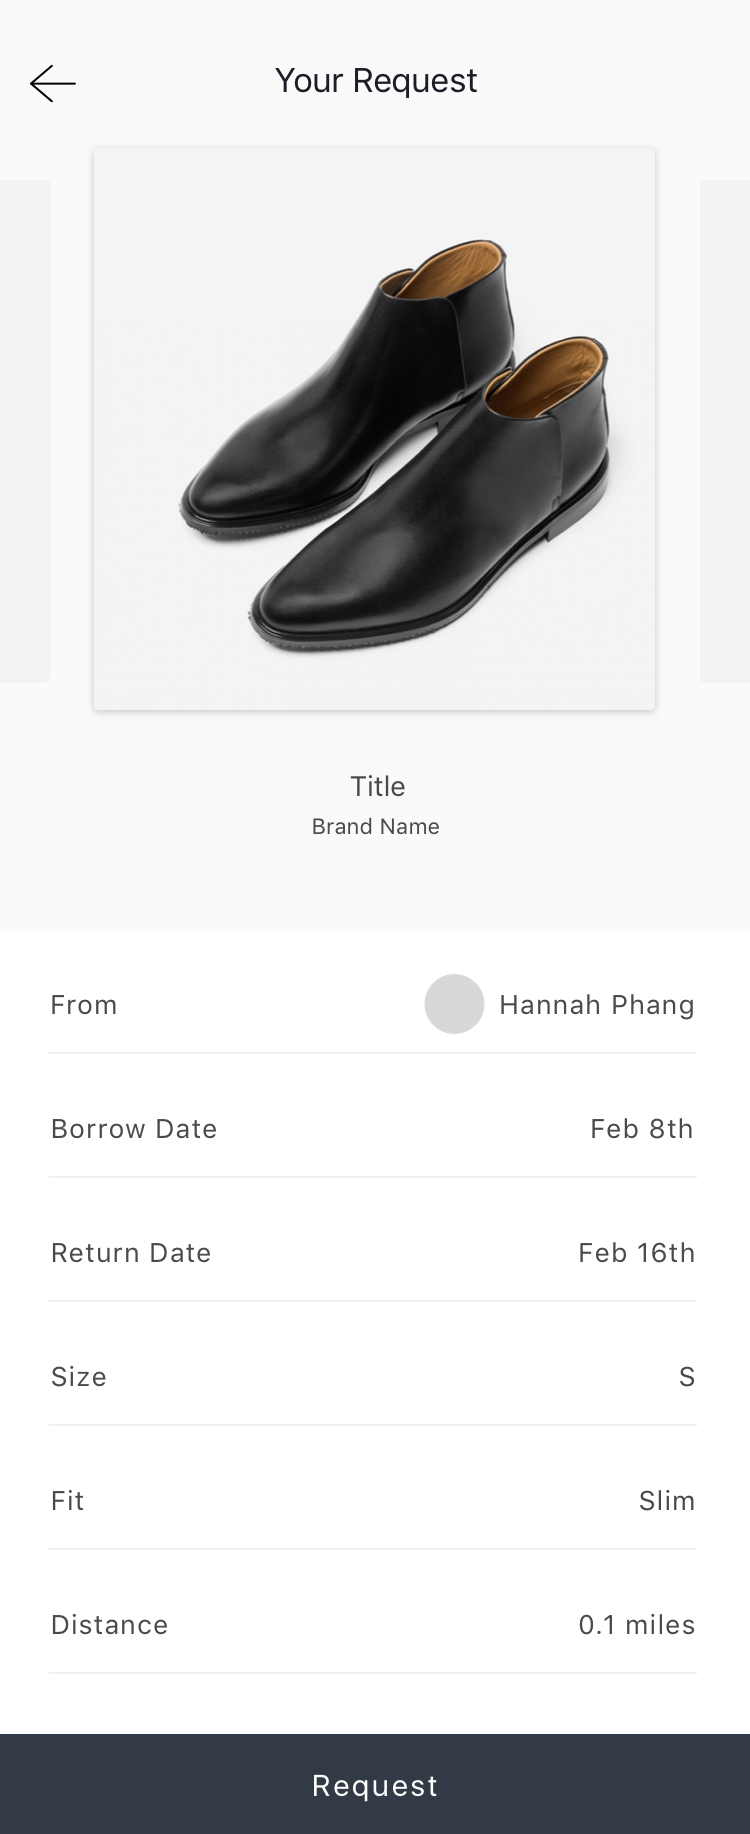 Your Request
Title
Brand Name
From Hannah Phang
Borrow Date Feb 8th
Return Date Feb 16th
Size S
Fit Slim
Distance 0.1 miles
Request